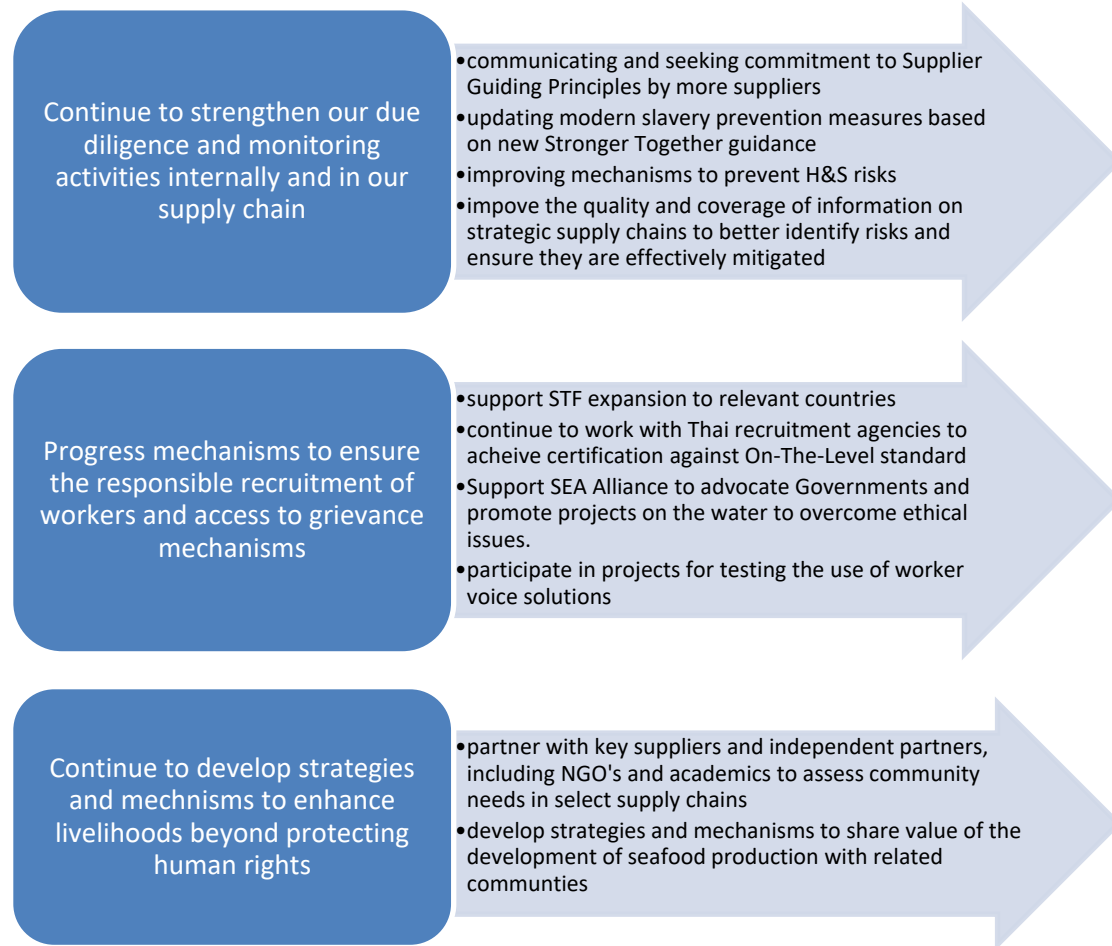 Continue to strengthen our due
diligence and monitoring
activities internally and in our
supply chain
•communicating and seeking commitment to Supplier
Guiding Principles by more suppliers
•updating modern slavery prevention measures based
on new Stronger Together guidance
•improving mechanisms to prevent H&S risks
•impove the quality and coverage of information on
strategic supply chains to better identify risks and
ensure they are effectively mitigated
Progress mechanisms to ensure
the responsible recruitment of
workers and access to grievance
mechanisms
•support STF expansion to relevant countries
•continue to work with Thai recruitment agencies to
acheive certification against On-The-Level standard
•Support SEA Alliance to advocate Governments and
promote projects on the water to overcome ethical
issues.
•participate in projects for testing the use of worker
voice solutions
Continue to develop strategies
and mechnisms to enhance
livelihoods beyond protecting
human rights
•partner with key suppliers and independent partners,
including NGO's and academics to assess community
needs in select supply chains
•develop strategies and mechanisms to share value of the
development of seafood production with related
communties